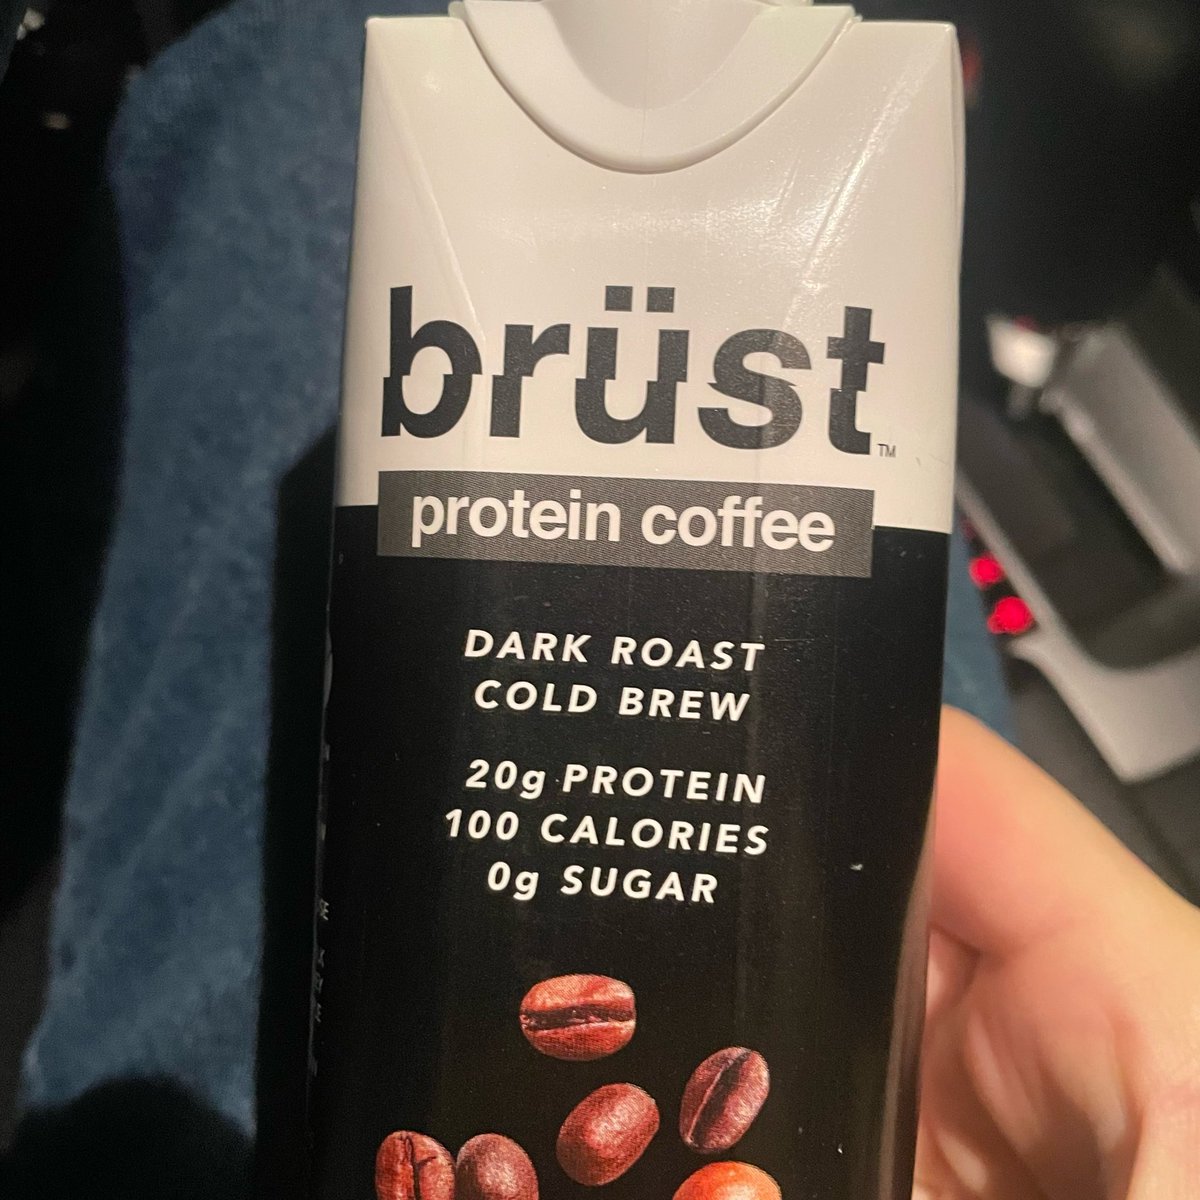 brüst™
protein coffee
DARK ROAST
COLD BREW
20g PROTEIN
100 CALORIES
0g SUGAR